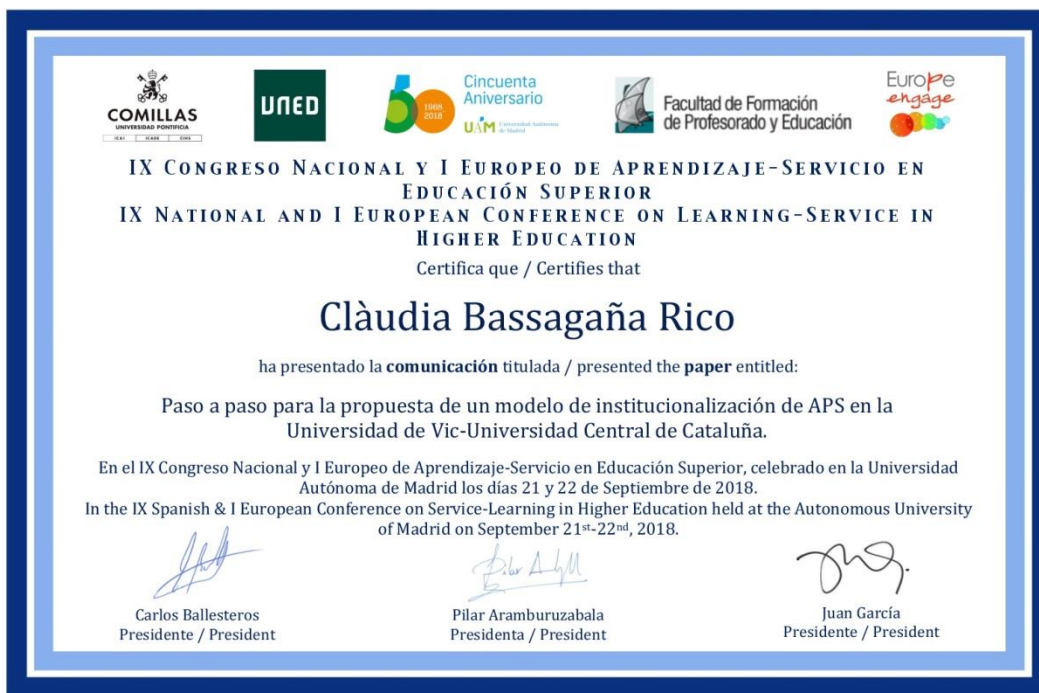 COMILLAS
UNIVERSIDAD PONTIFICIA
ICAI ICADE CIHS
UNED
1968
2018
Cincuenta
Aniversario
UAM Universidad Autónoma
de Madrid
Facultad de Formación
de Profesorado y Educación
Europe
engage
IX Congreso Nacional y I Europeo de Aprendizaje-Servicio en
Educación Superior
IX National and I European Conference on Learning-Service in
Higher Education
Certifica que / Certifies that
Clàudia Bassagaña Rico
ha presentado la comunicación titulada / presented the paper entitled:
Paso a paso para la propuesta de un modelo de institucionalización de APS en la
Universidad de Vic-Universidad Central de Cataluña.
En el IX Congreso Nacional y I Europeo de Aprendizaje-Servicio en Educación Superior, celebrado en la Universidad
Autónoma de Madrid los días 21 y 22 de Septiembre de 2018.
In the IX Spanish & I European Conference on Service-Learning in Higher Education held at the Autonomous University
of Madrid on September 21st-22nd, 2018.
Carlos Ballesteros
Presidente / President
Pilar Aramburuzabala
Presidenta / President
Juan García
Presidente / President